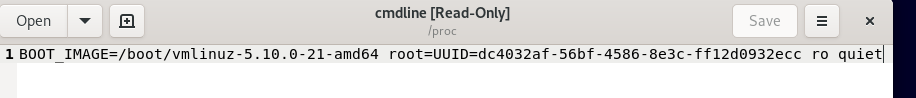 Open
cmdline [Read-Only]
/proc
Save
1 BOOT_IMAGE=/boot/vmlinuz-5.10.0-21-amd64 root=UUID=dc4032af-56bf-4586-8e3c-ff12d0932ecc ro quiet